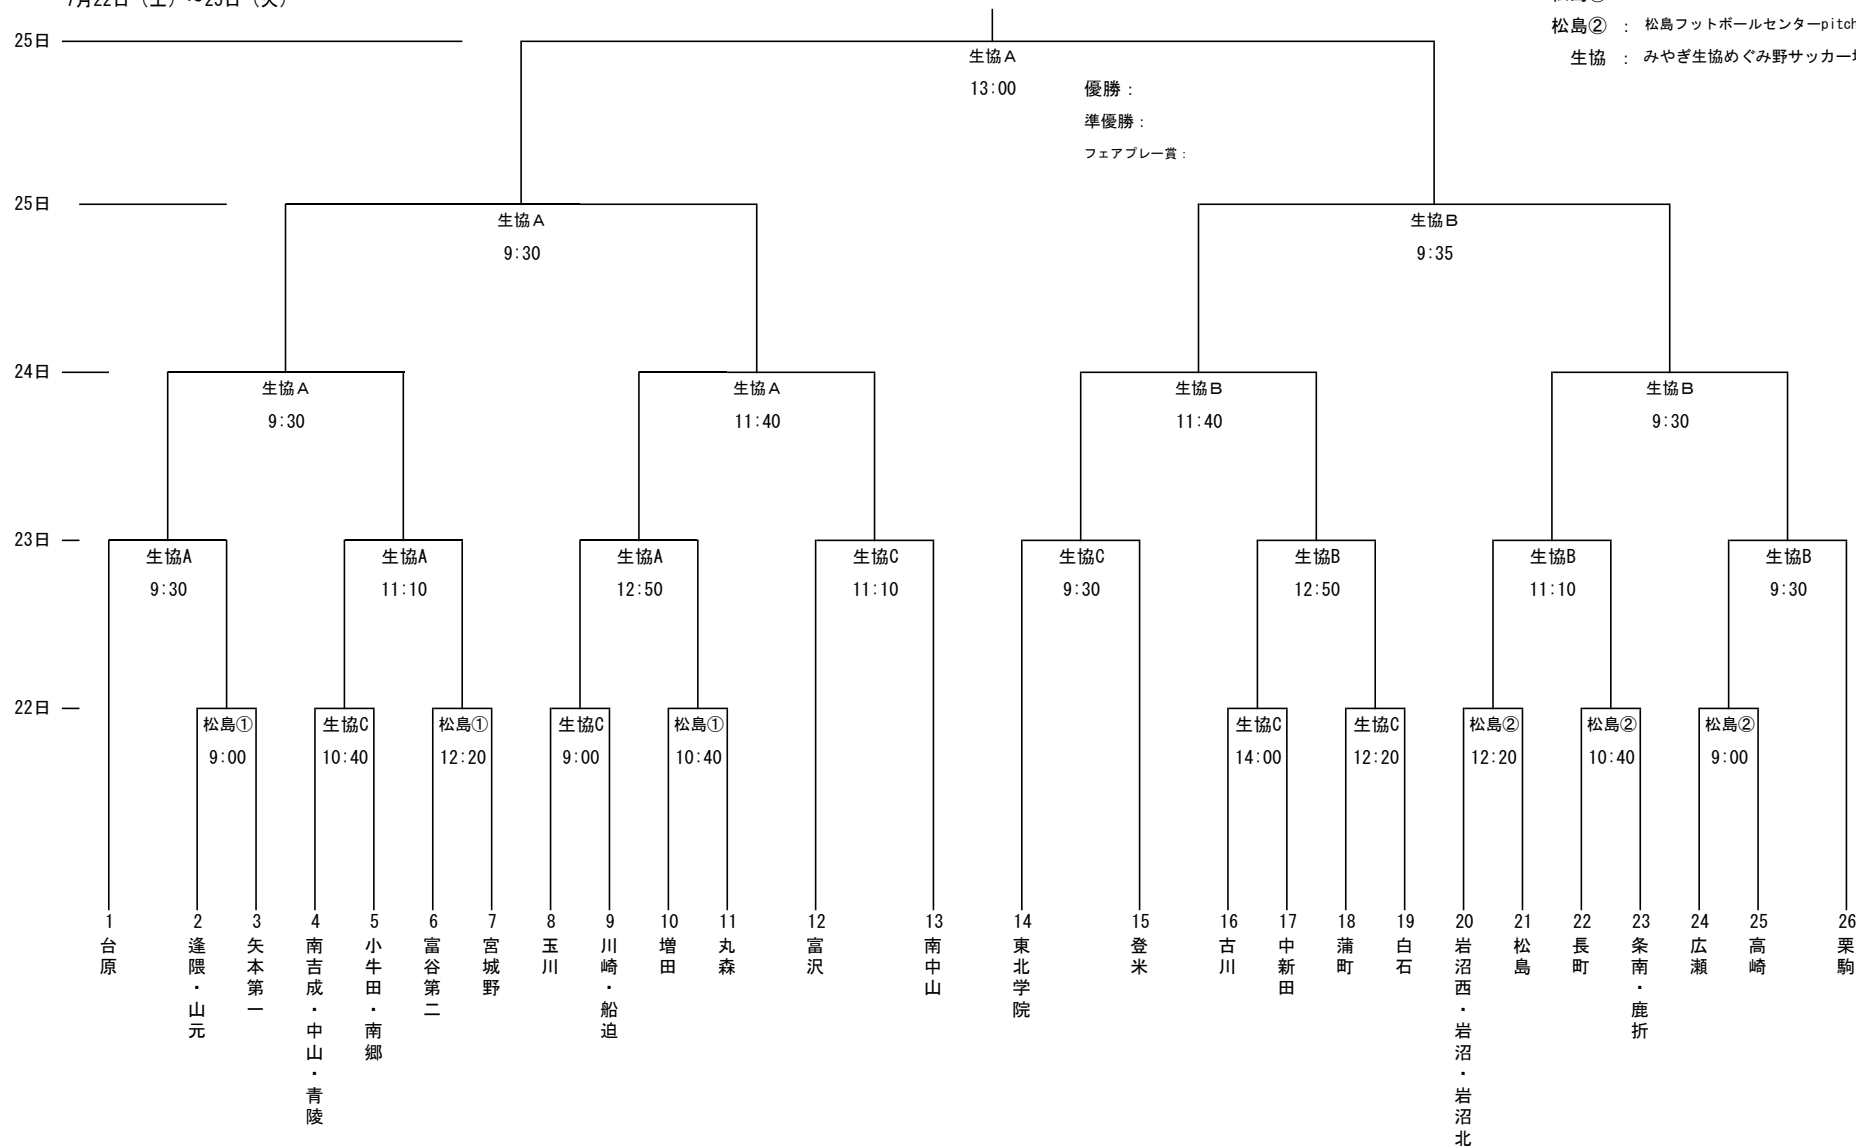 7月22日（土）～25日（火）
松島② ： 松島フットボールセンターpitch
生協 ： みやぎ生協めぐみ野サッカー場
25日
生協A
13:00
優勝：
準優勝：
フェアプレー賞：
25日
生協A 生協B
9:30 9:35
24日
生協A 生協A 生協B 生協B
9:30 11:40 11:40 9:30
23日
生協A 生協A 生協A 生協C 生協C 生協B 生協B 生協B
9:30 11:10 12:50 11:10 9:30 12:50 11:10 9:30
22日
松島① 生協C 松島① 生協C 松島① 生協C 生協C 松島② 松島② 松島②
9:00 10:40 12:20 9:00 10:40 14:00 12:20 12:20 10:40 9:00
1 2 3 4 5 6 7 8 9 10 11 12 13 14 15 16 17 18 19 20 21 22 23 24 25 26
台原
逢隈・山元
矢本第一
南吉成・中山・青陵
小牛田・南郷
富谷第二
宮城野
玉川
川崎・船迫
増田
丸森
富沢
南中山
東北学院
登米
古川
中新田
蒲町
白石
岩沼西・岩沼・岩沼北
松島
長町
条南・鹿折
広瀬
高崎
栗駒